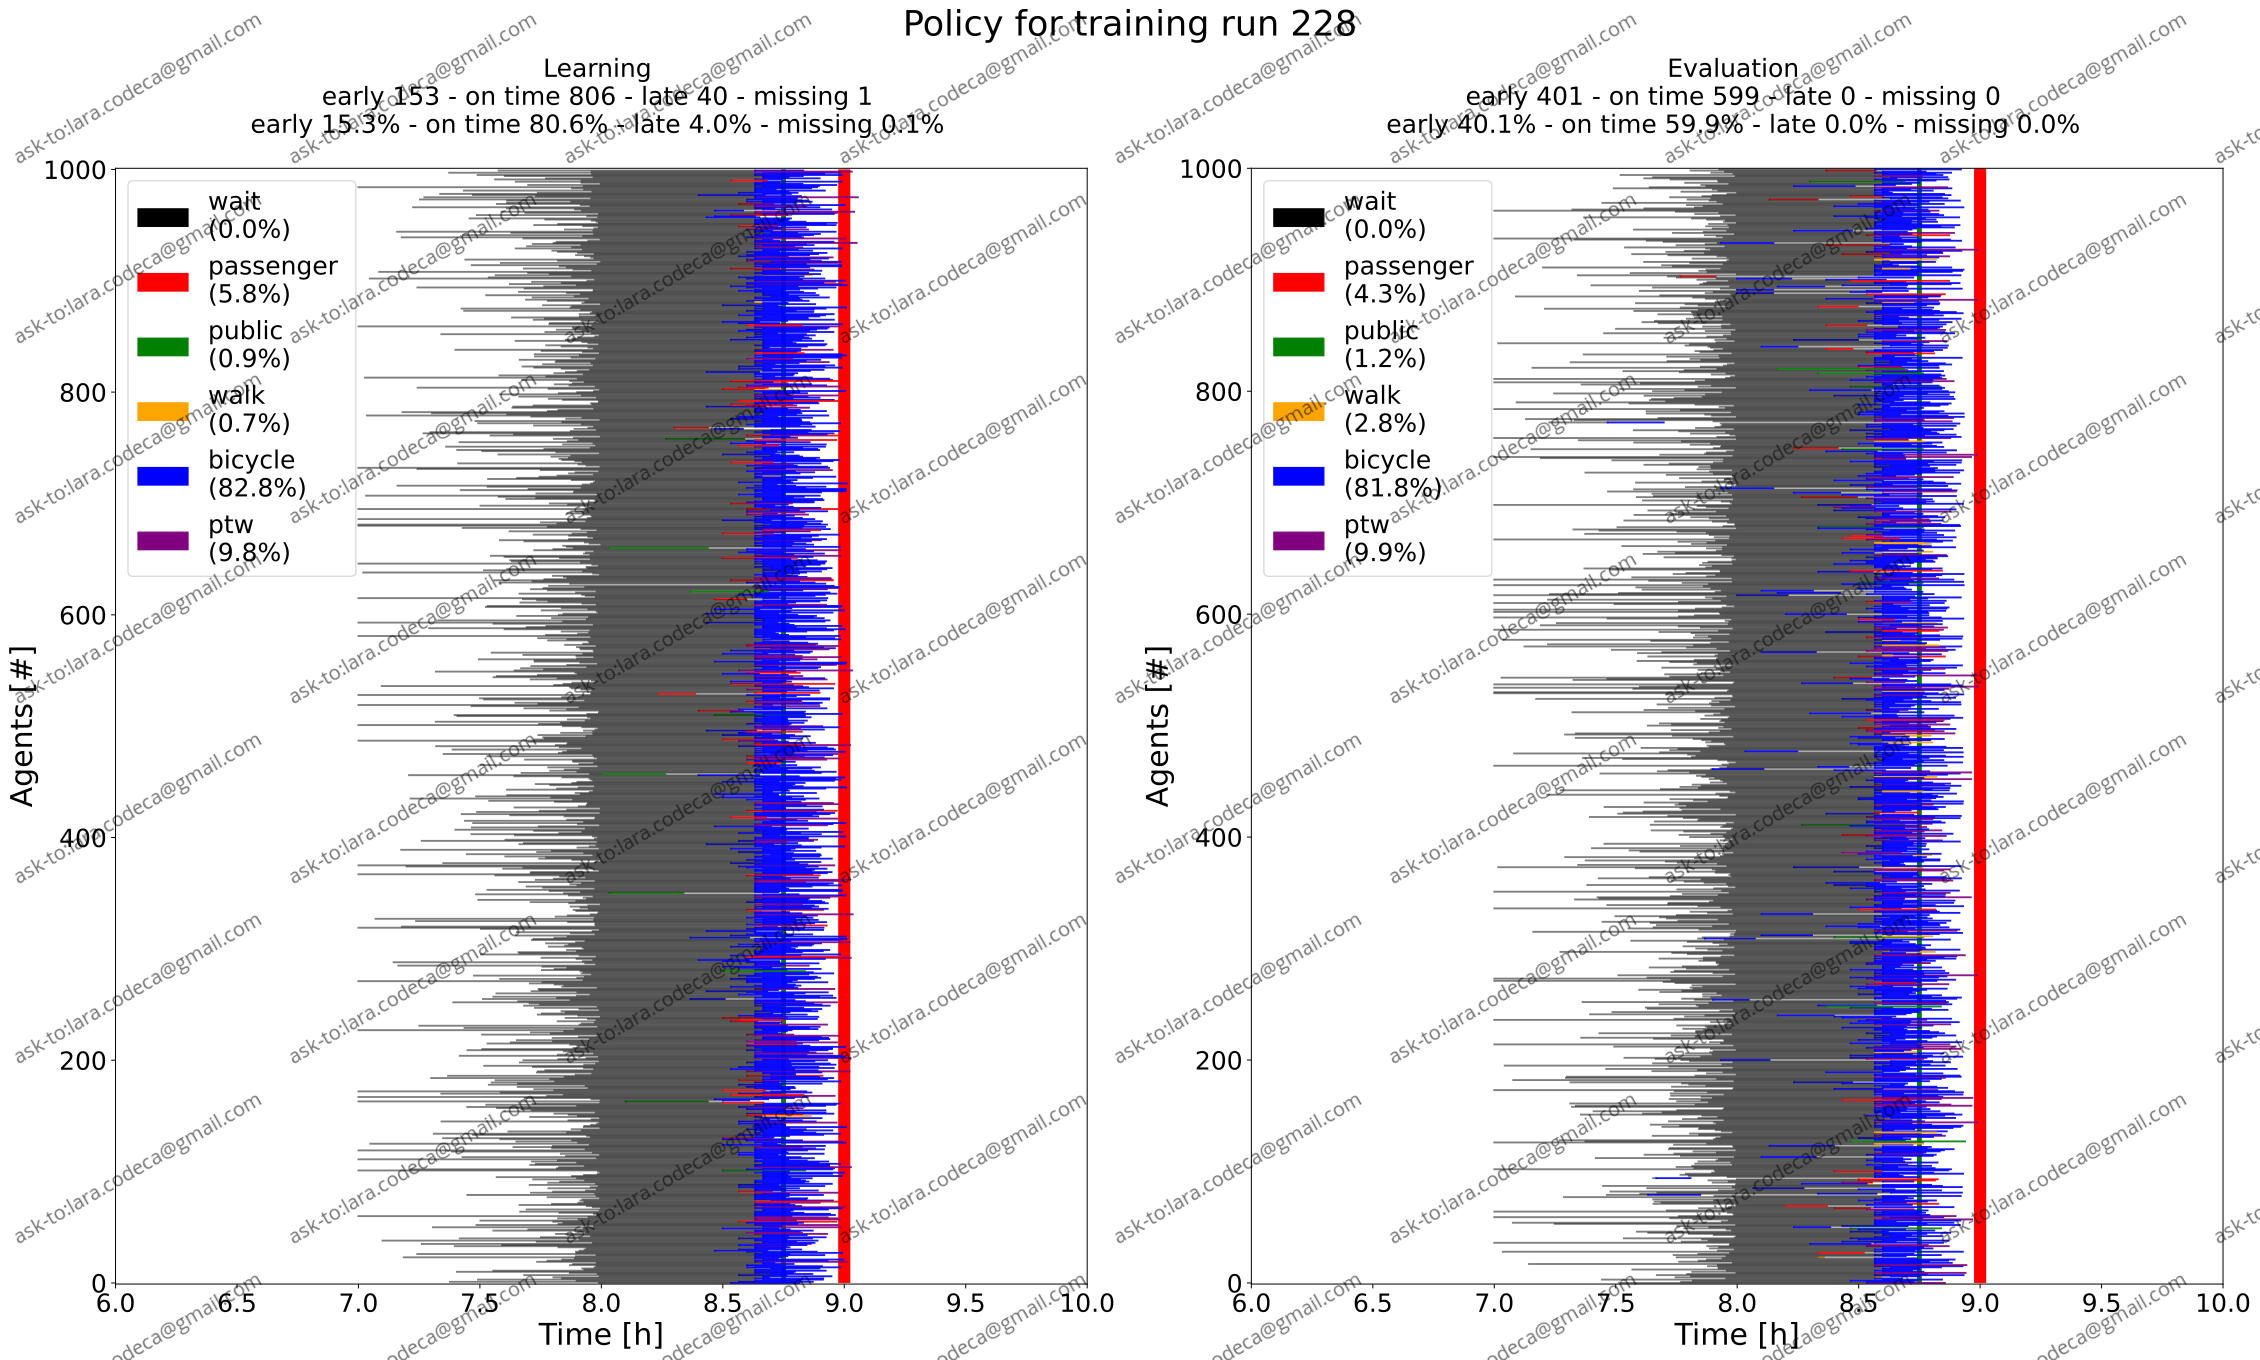 Policy for training run 228
Learning
early 153 - on time 806 - late 40 - missing 1
early 15.3% - on time 80.6% - late 4.0% - missing 0.1%
1000
800
600
400
200
0
Agents [#]
wait
(0.0%)
passenger
(5.8%)
public
(0.9%)
walk
(0.7%)
bicycle
(82.8%)
ptw
(9.8%)
6.0 6.5 7.0 7.5 8.0 8.5 9.0 9.5 10.0
Time [h]
Evaluation
early 401 - on time 599 - late 0 - missing 0
early 40.1% - on time 59.9% - late 0.0% - missing 0.0%
1000
800
600
400
200
0
Agents [#]
wait
(0.0%)
passenger
(4.3%)
public
(1.2%)
walk
(2.8%)
bicycle
(81.8%)
ptw
(9.9%)
6.0 6.5 7.0 7.5 8.0 8.5 9.0 9.5 10.0
Time [h]
ask-to:lara.codeca@gmail.com